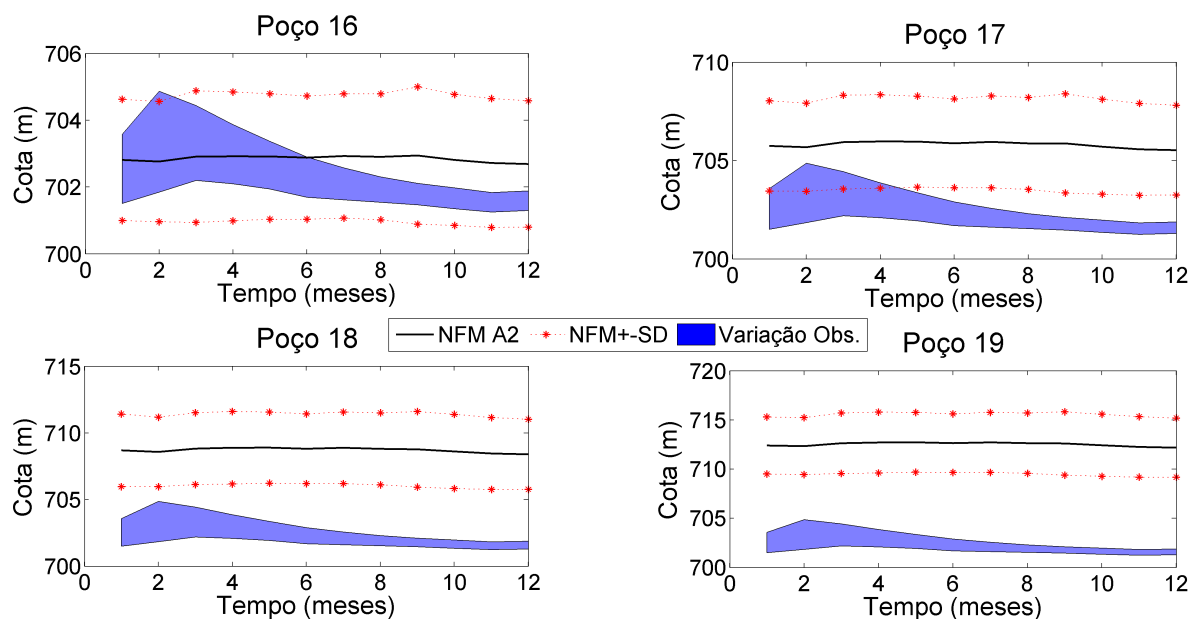 Poço 16
Cota (m)
706
704
702
700
0 2 4 6 8 10 12
Tempo (meses)
Poço 17
Cota (m)
710
705
700
0 2 4 6 8 10 12
Tempo (meses)
NFM A2 NFM+-SD Variação Obs.
Poço 18
Cota (m)
715
710
705
700
0 2 4 6 8 10 12
Tempo (meses)
Poço 19
Cota (m)
720
715
710
705
700
0 2 4 6 8 10 12
Tempo (meses)